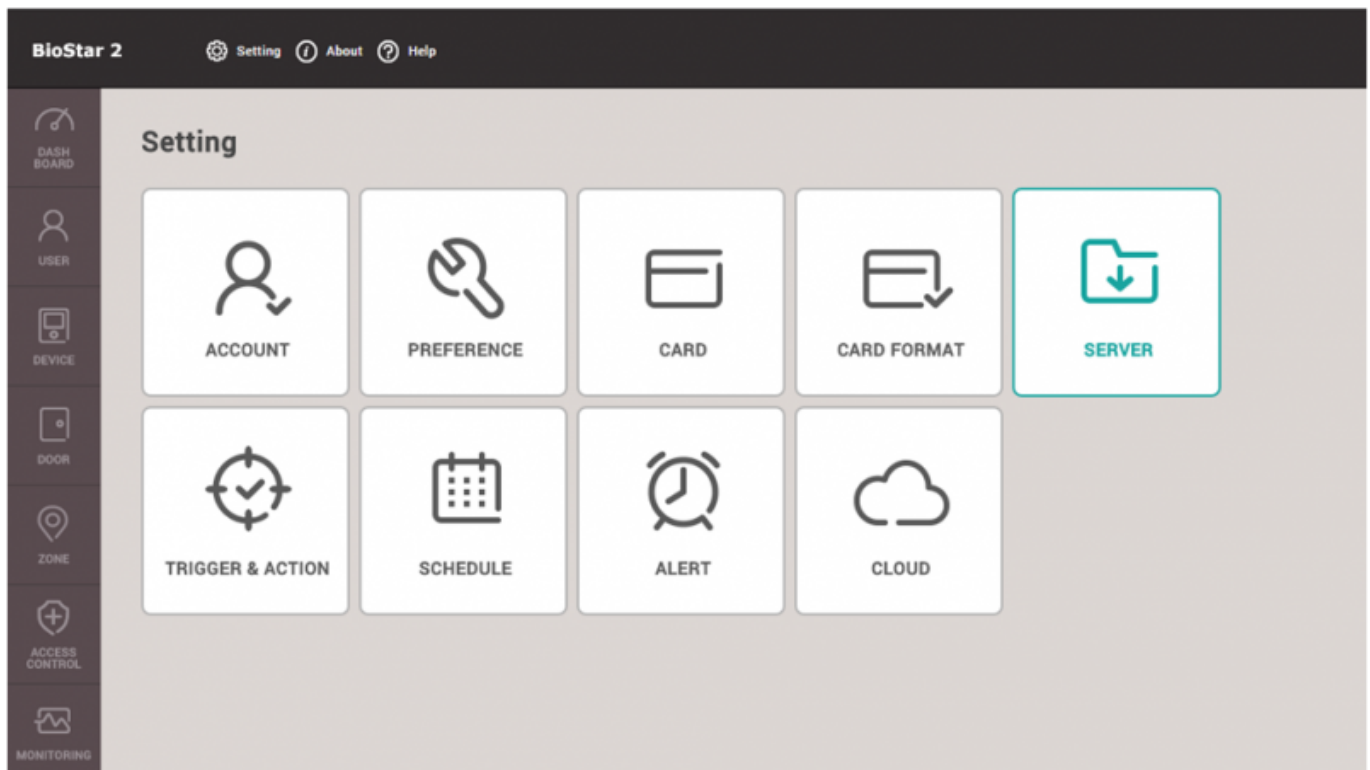 BioStar 2
Setting
About
Help
DASH
BOARD
USER
DEVICE
DOOR
ZONE
ACCESS
CONTROL
MONITORING
Setting
ACCOUNT
PREFERENCE
CARD
CARD FORMAT
SERVER
TRIGGER & ACTION
SCHEDULE
ALERT
CLOUD